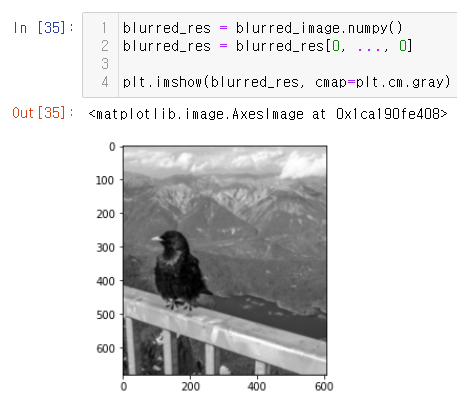 In [35]:
1 blurred_res = blurred_image.numpy()
2 blurred_res = blurred_res[0, ..., 0]
3
4 plt.imshow(blurred_res, cmap=plt.cm.gray)
Out[35]: <matplotlib.image.AxesImage at 0x1ca190fe408>
0
100
200
300
400
500
600
0 200 400 600